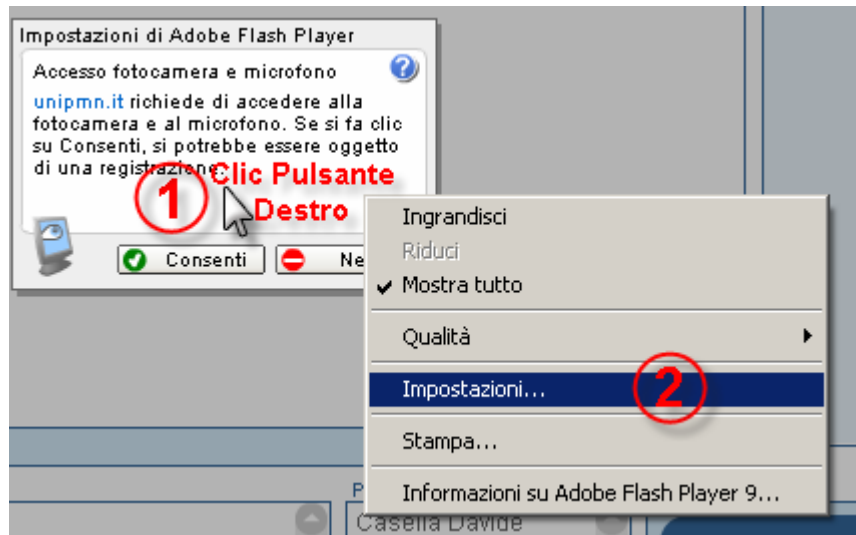 Impostazioni di Adobe Flash Player
Accesso fotocamera e microfono
unipmn.it richiede di accedere alla
fotocamera e al microfono. Se si fa clic
su Consenti, si potrebbe essere oggetto
di una registrazione.
1 Clic Pulsante
Destro
Consenti
Ingrandisci
Riduci
Mostra tutto
Qualità
Impostazioni... 2
Stampa...
Informazioni su Adobe Flash Player 9...
Casella Davide